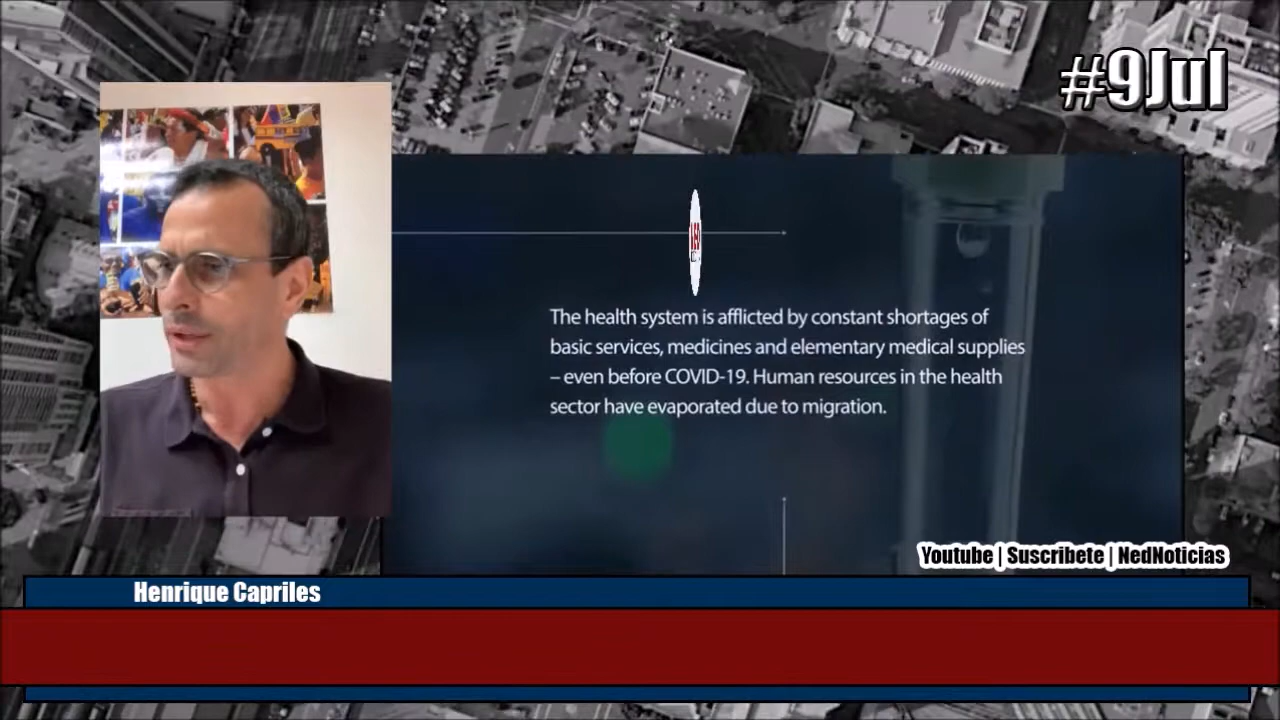 #9Jul
The health system is afflicted by constant shortages of
basic services, medicines and elementary medical supplies
– even before COVID-19. Human resources in the health
sector have evaporated due to migration.
Youtube | Suscribete | NedNoticias
Henrique Capriles